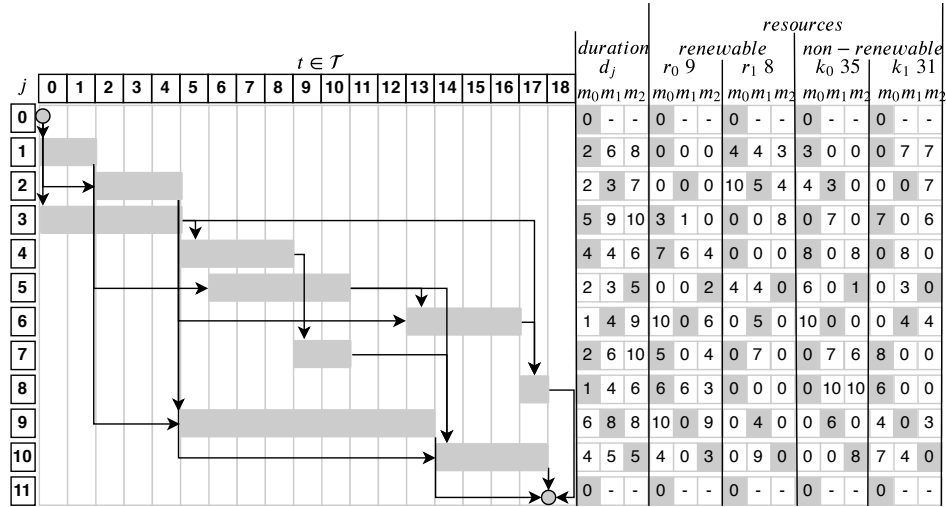 resources
t ∈ 𝒯 duration renewable non − renewable
j d_j r_0 9 r_1 8 k_0 35 k_1 31
0 1 2 3 4 5 6 7 8 9 10 11 12 13 14 15 16 17 18
m_0 m_1 m_2 m_0 m_1 m_2 m_0 m_1 m_2 m_0 m_1 m_2 m_0 m_1 m_2
0 0 - - 0 - - 0 - - 0 - - 0 - -
1 2 6 8 0 0 0 4 4 3 3 0 0 0 7 7
2 2 3 7 0 0 0 10 5 4 4 3 0 0 0 7
3 5 9 10 3 1 0 0 0 8 0 7 0 7 0 6
4 4 4 6 7 6 4 0 0 0 8 0 8 0 8 0
5 2 3 5 0 0 2 4 4 0 6 0 1 0 3 0
6 1 4 9 10 0 6 0 5 0 10 0 0 0 4 4
7 2 6 10 5 0 4 0 7 0 0 7 6 8 0 0
8 1 4 6 6 6 3 0 0 0 0 10 10 6 0 0
9 6 8 8 10 0 9 0 4 0 0 6 0 4 0 3
10 4 5 5 4 0 3 0 9 0 0 0 8 7 4 0
11 0 - - 0 - - 0 - - 0 - - 0 - -